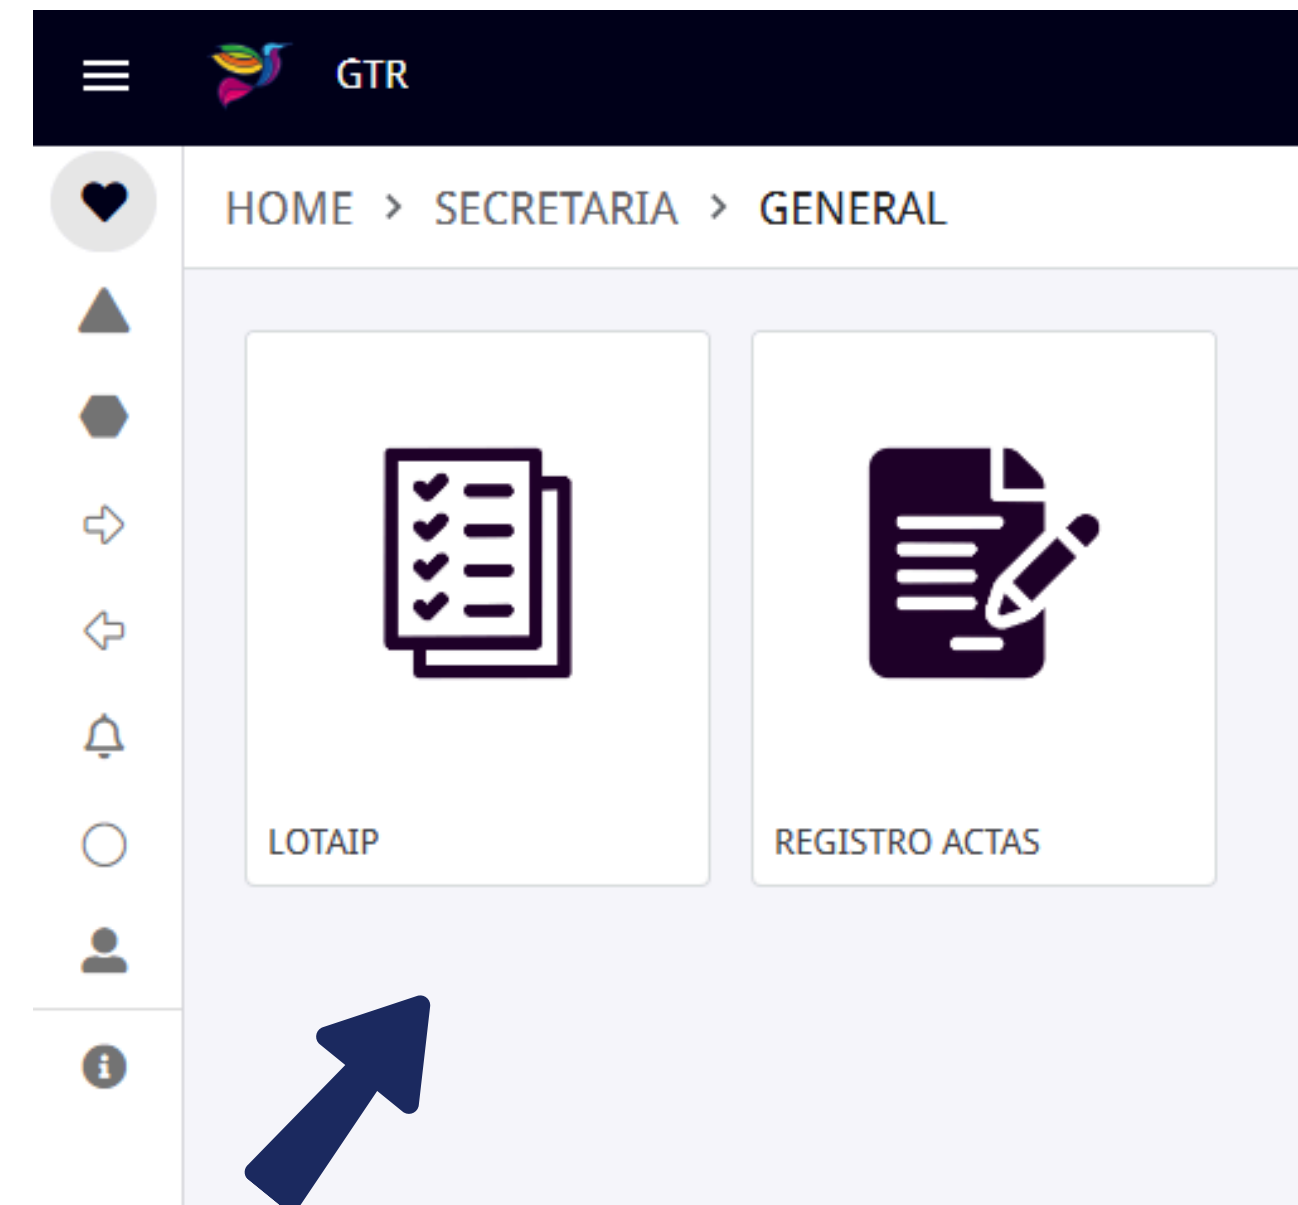 GTR
HOME > SECRETARIA > GENERAL
LOTAIP
REGISTRO ACTAS